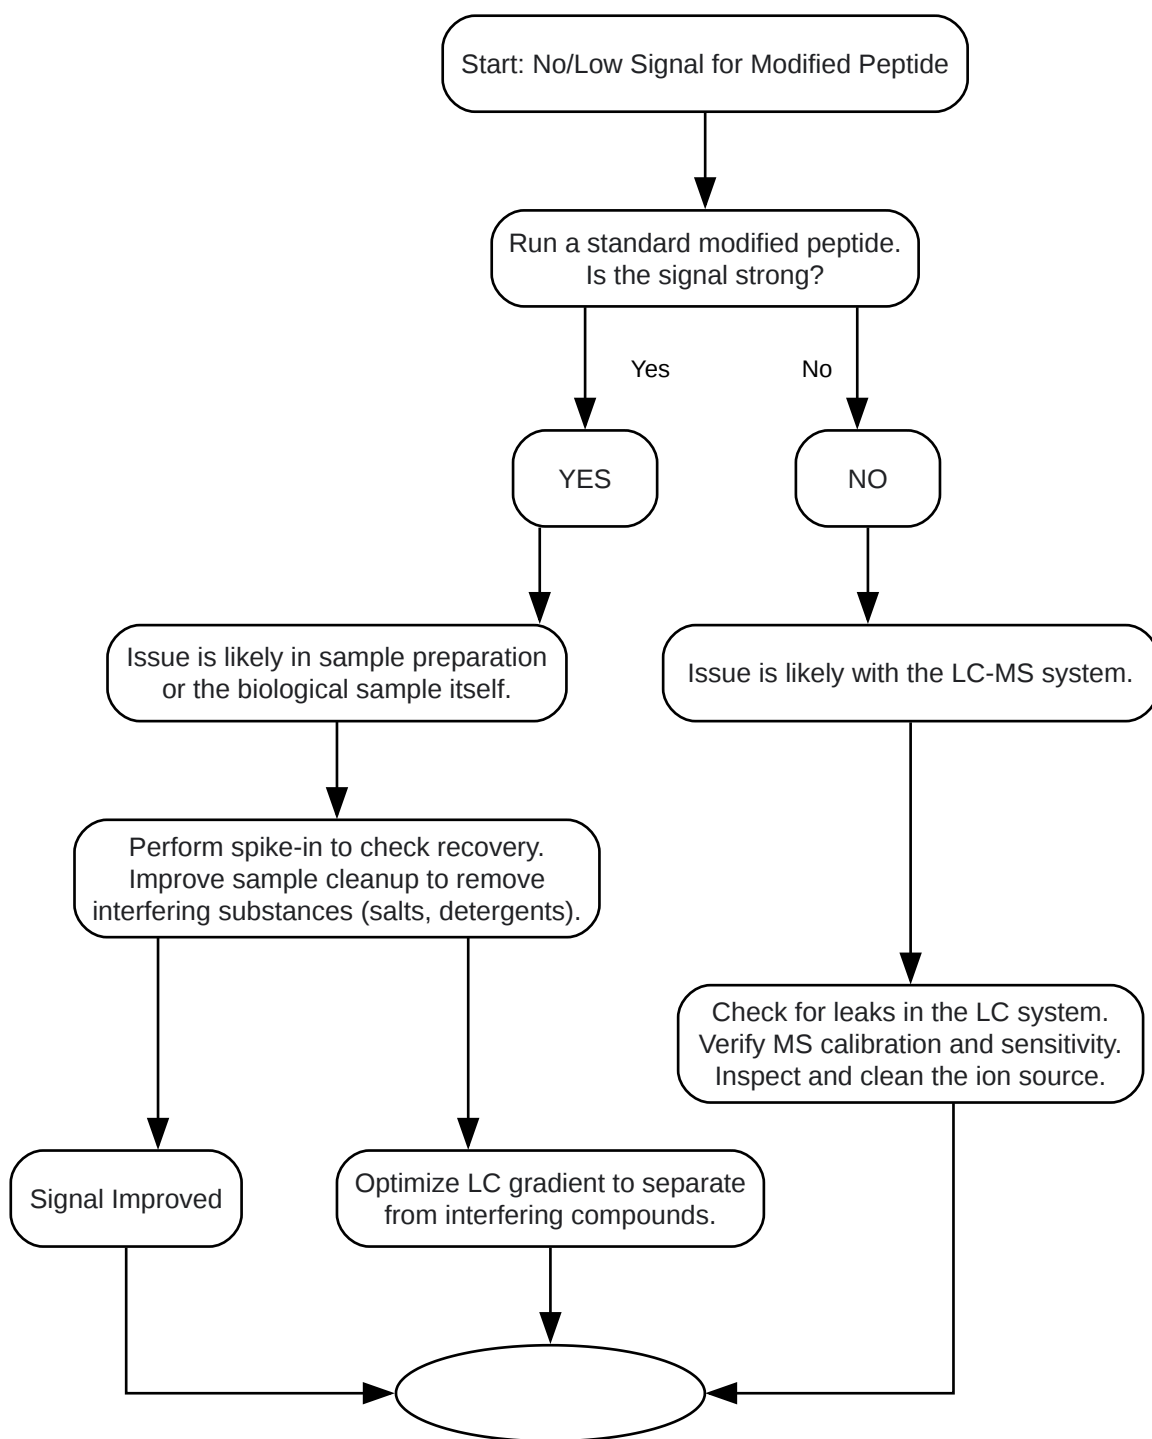 Start: No/Low Signal for Modified Peptide
Run a standard modified peptide.
Is the signal strong?
Yes
No
YES
NO
Issue is likely in sample preparation
or the biological sample itself.
Issue is likely with the LC-MS system.
Perform spike-in to check recovery.
Improve sample cleanup to remove
interfering substances (salts, detergents).
Check for leaks in the LC system.
Verify MS calibration and sensitivity.
Inspect and clean the ion source.
Signal Improved
Optimize LC gradient to separate
from interfering compounds.